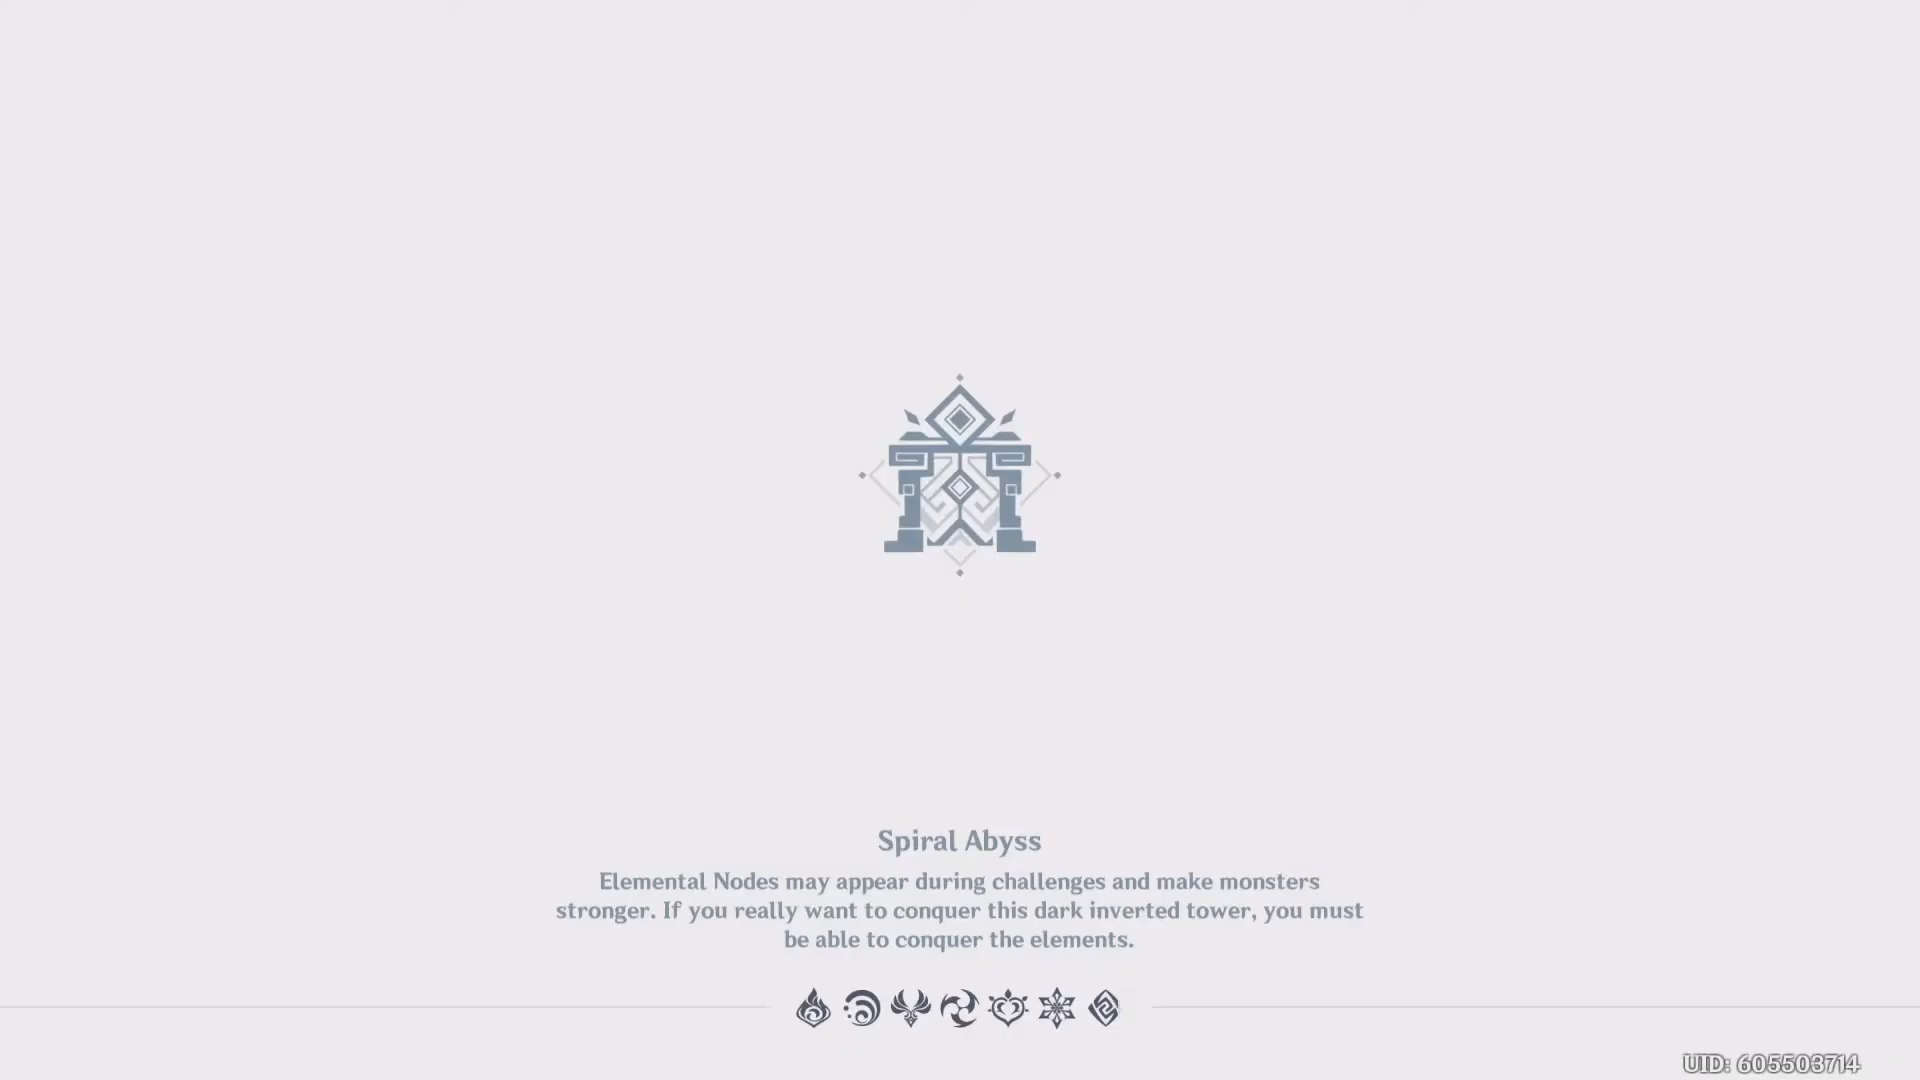 Spiral Abyss
Elemental Nodes may appear during challenges and make monsters
stronger. If you really want to conquer this dark inverted tower, you must
be able to conquer the elements.
UID: 605503714